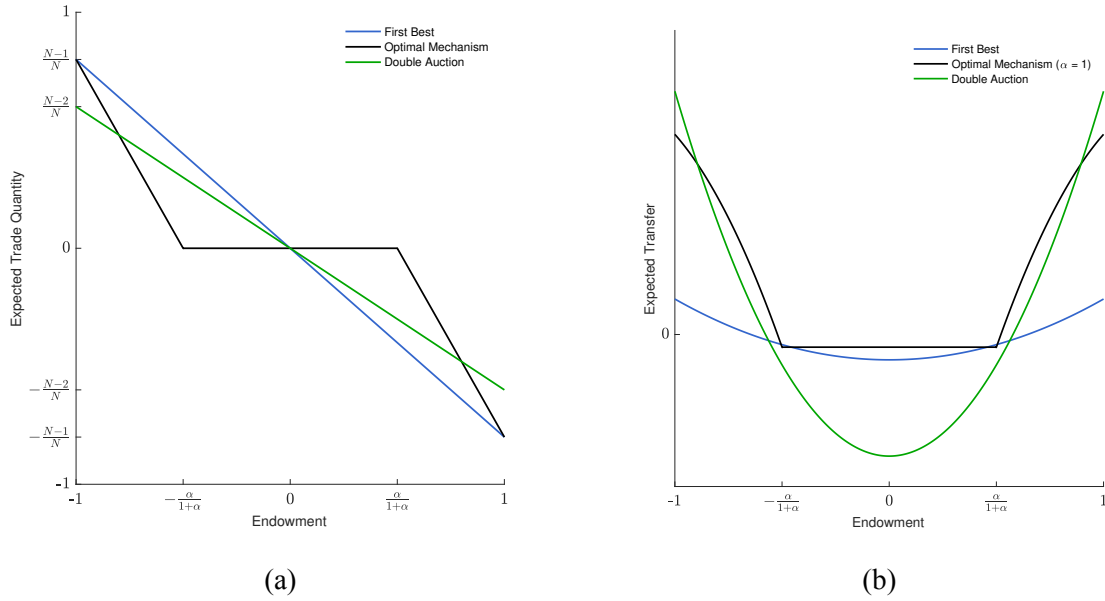 First Best
Optimal Mechanism
Double Auction
Expected Trade Quantity
1
N−1/N
N−2/N
0
−N−2/N
−N−1/N
-1
-1
−α/1+α
0
α/1+α
1
Endowment
(a)
First Best
Optimal Mechanism (α = 1)
Double Auction
Expected Transfer
0
-1
−α/1+α
0
α/1+α
1
Endowment
(b)